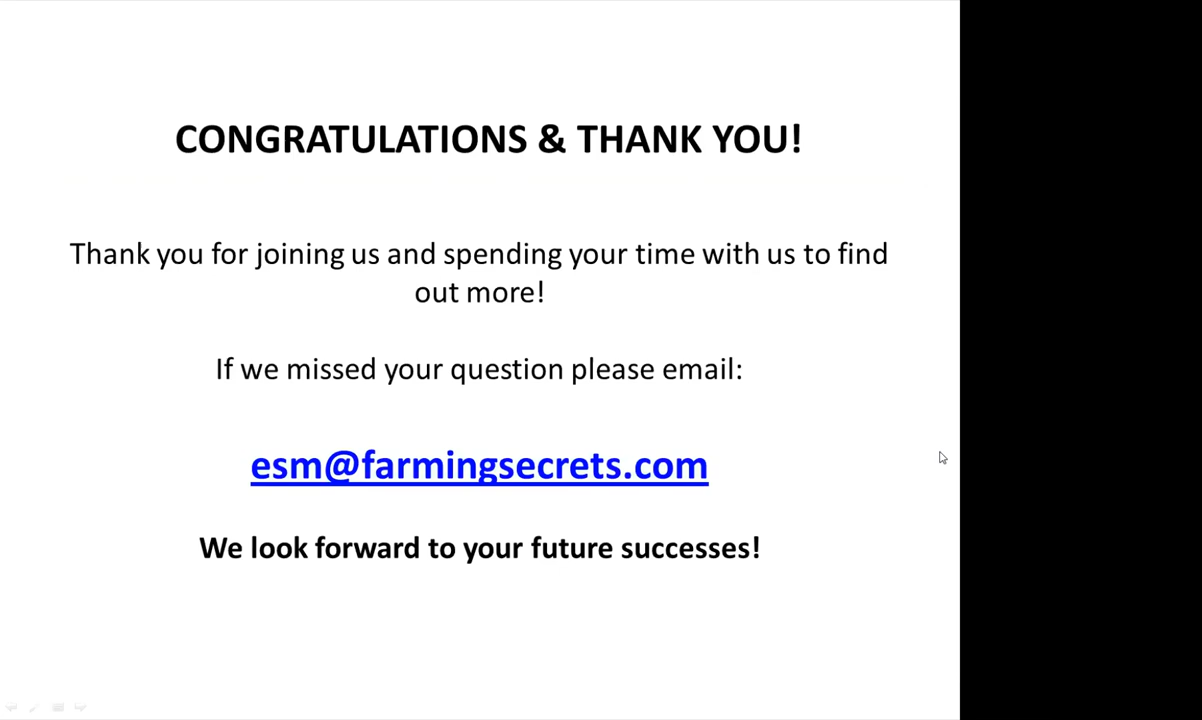 CONGRATULATIONS & THANK YOU!
Thank you for joining us and spending your time with us to find
out more!
If we missed your question please email:
esm@farmingsecrets.com
We look forward to your future successes!